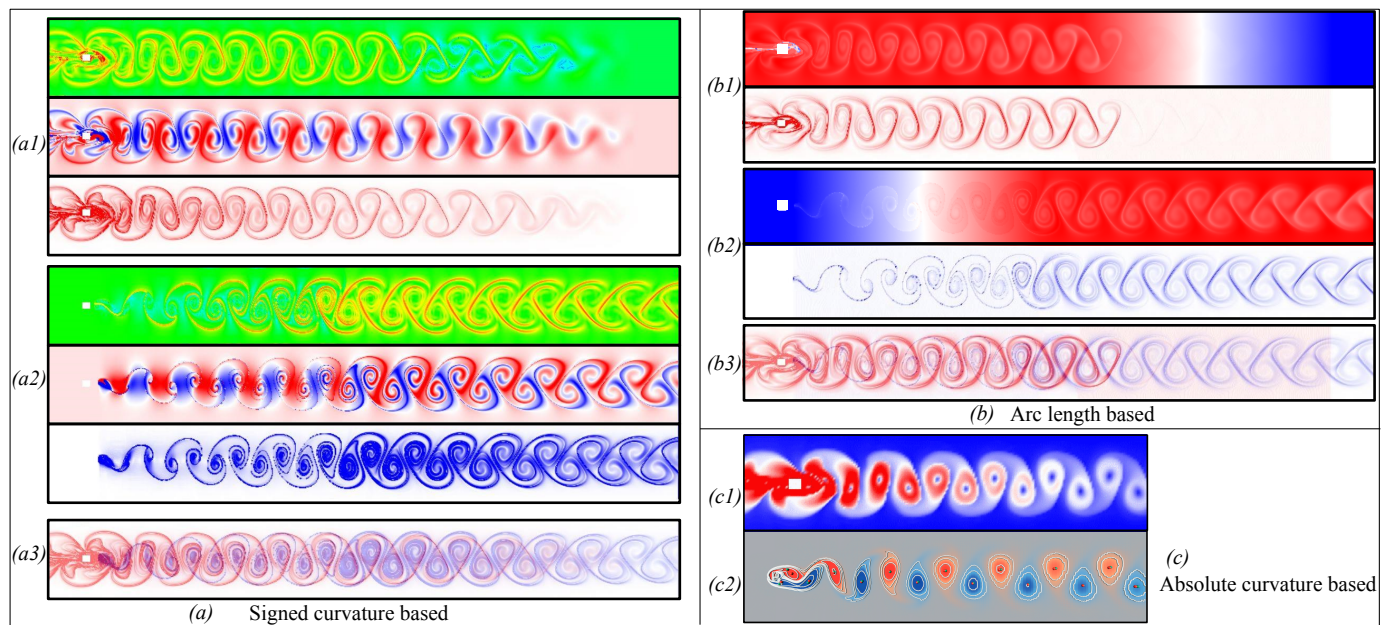 (a1)
(a2)
(a3)
(a) Signed curvature based
(b1)
(b2)
(b3)
(b) Arc length based
(c1)
(c2)
(c)
Absolute curvature based